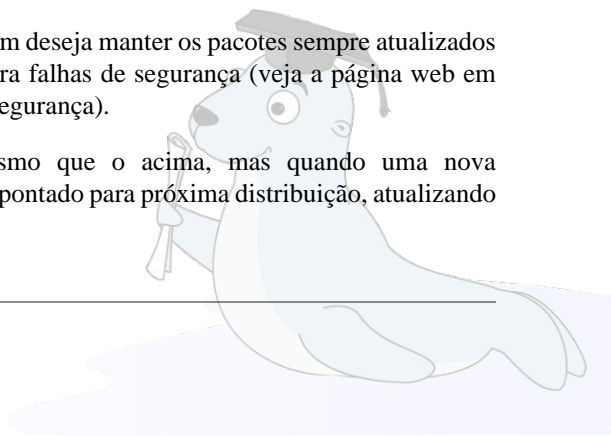 m deseja manter os pacotes sempre atualizados
ra falhas de segurança (veja a página web em
egurança).
smo que o acima, mas quando uma nova
pontado para próxima distribuição, atualizando